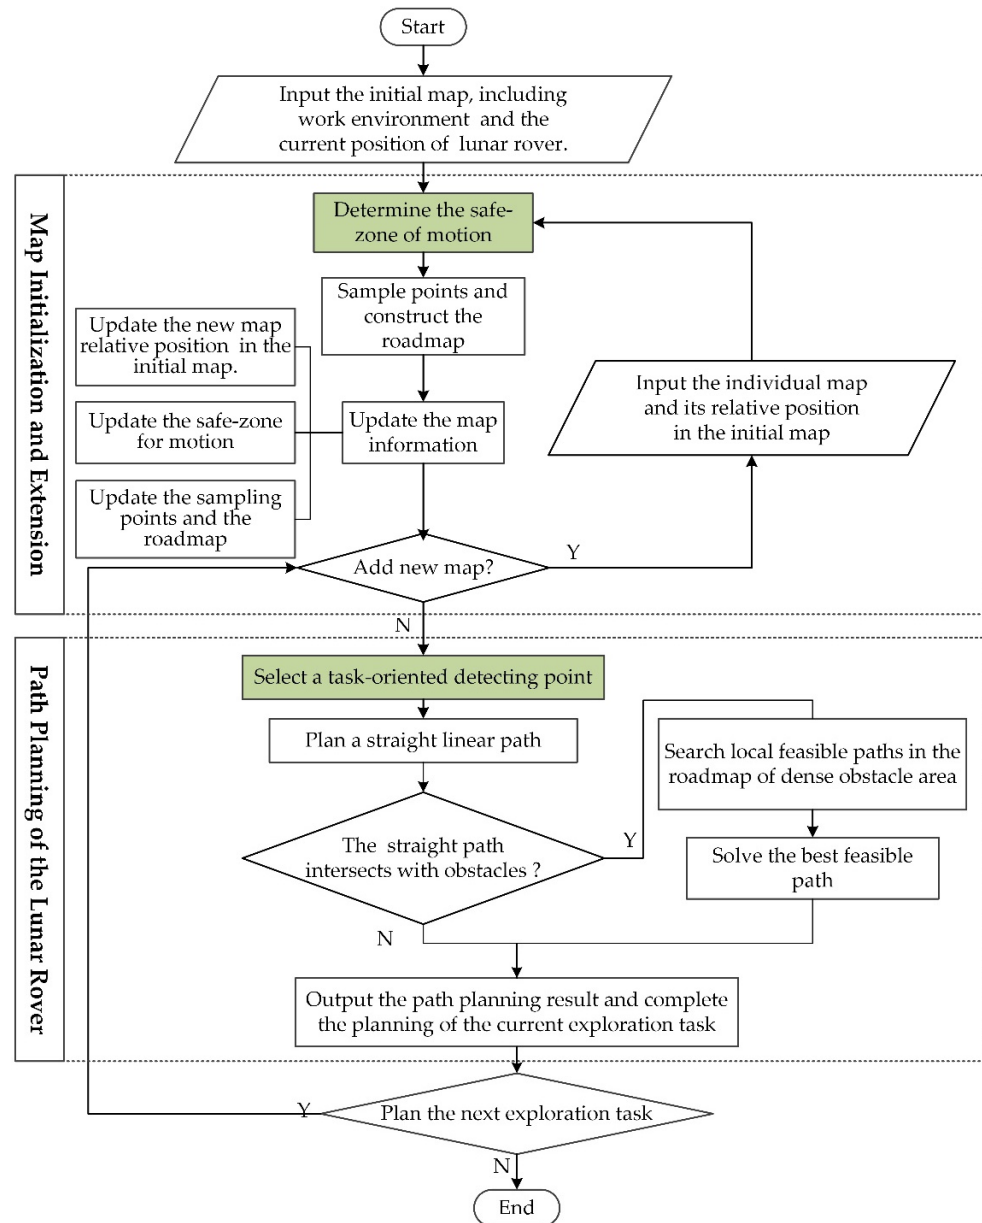 Start
Input the initial map, including
work environment and the
current position of lunar rover.
Map Initialization and Extension
Determine the safe-
zone of motion
Sample points and
construct the
roadmap
Update the new map
relative position in the
initial map.
Update the safe-zone
for motion
Update the sampling
points and the
roadmap
Update the map
information
Input the individual map
and its relative position
in the initial map
Add new map?
Y
N
Path Planning of the Lunar Rover
Select a task-oriented detecting point
Plan a straight linear path
The straight path
intersects with obstacles ?
Y
Search local feasible paths in the
roadmap of dense obstacle area
Solve the best feasible
path
N
Output the path planning result and complete
the planning of the current exploration task
Plan the next exploration task
Y
N
End